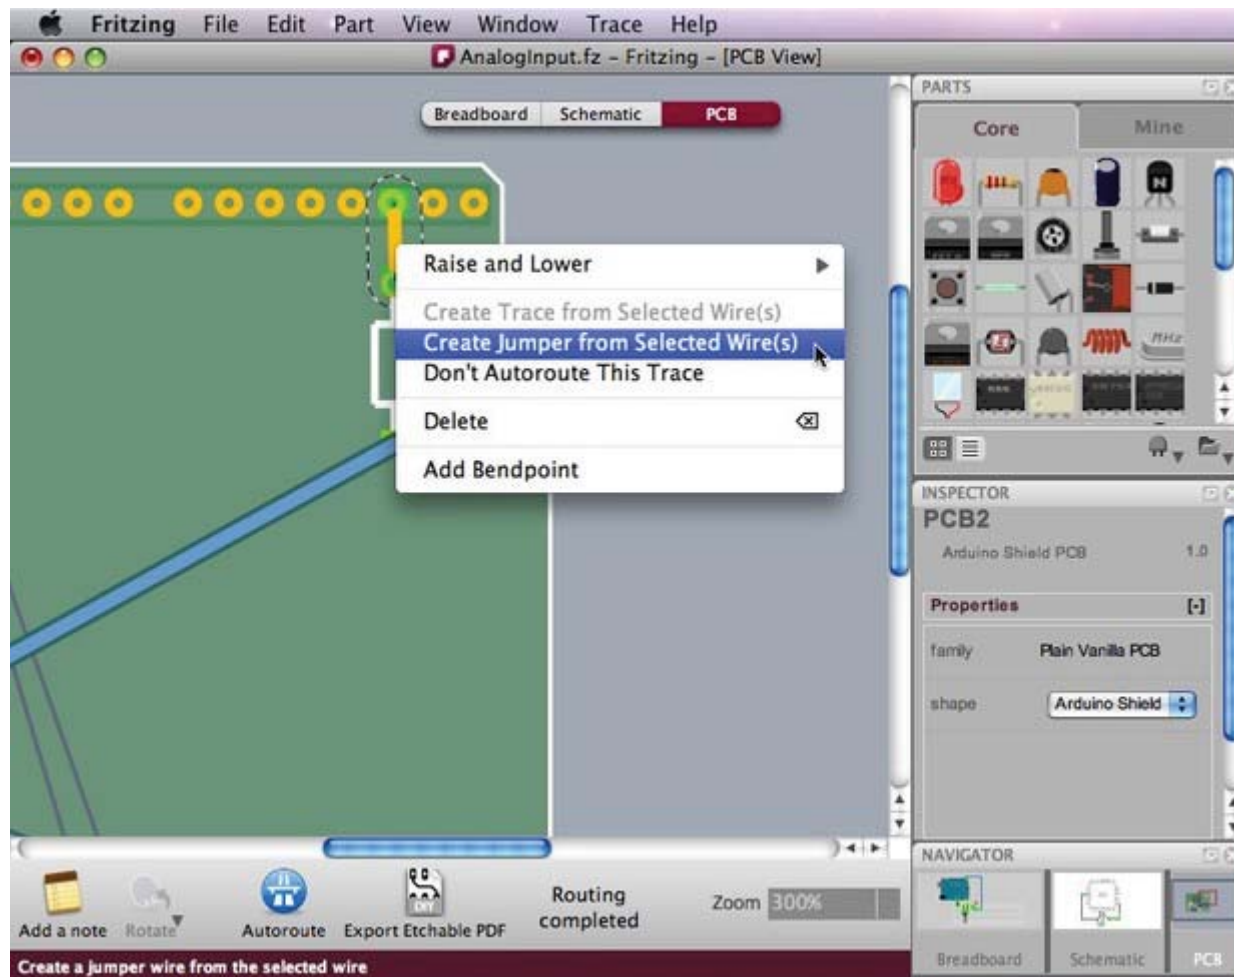 Fritzing File Edit Part View Window Trace Help
AnalogInput.fz – Fritzing – [PCB View]
Breadboard Schematic PCB
PARTS
Core Mine
N
MHz
Raise and Lower
Create Trace from Selected Wire(s)
Create Jumper from Selected Wire(s)
Don't Autoroute This Trace
Delete
Add Bendpoint
INSPECTOR
PCB2
Arduino Shield PCB 1.0
Properties [-]
family Plain Vanilla PCB
shape Arduino Shield
Add a note
Rotate
Autoroute
DIY
Export Etchable PDF
Routing
completed
Zoom 300%
NAVIGATOR
Breadboard Schematic PCB
Create a jumper wire from the selected wire